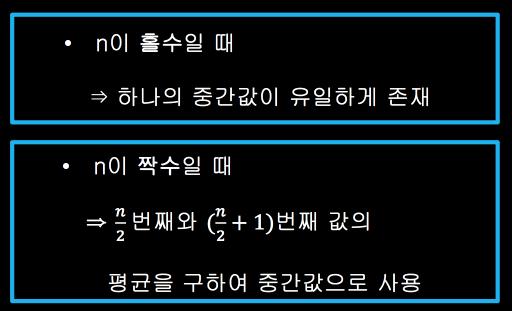 • n이 홀수일 때
⇒ 하나의 중간값이 유일하게 존재
• n이 짝수일 때
⇒ n/2 번째와 (n/2 + 1)번째 값의
평균을 구하여 중간값으로 사용